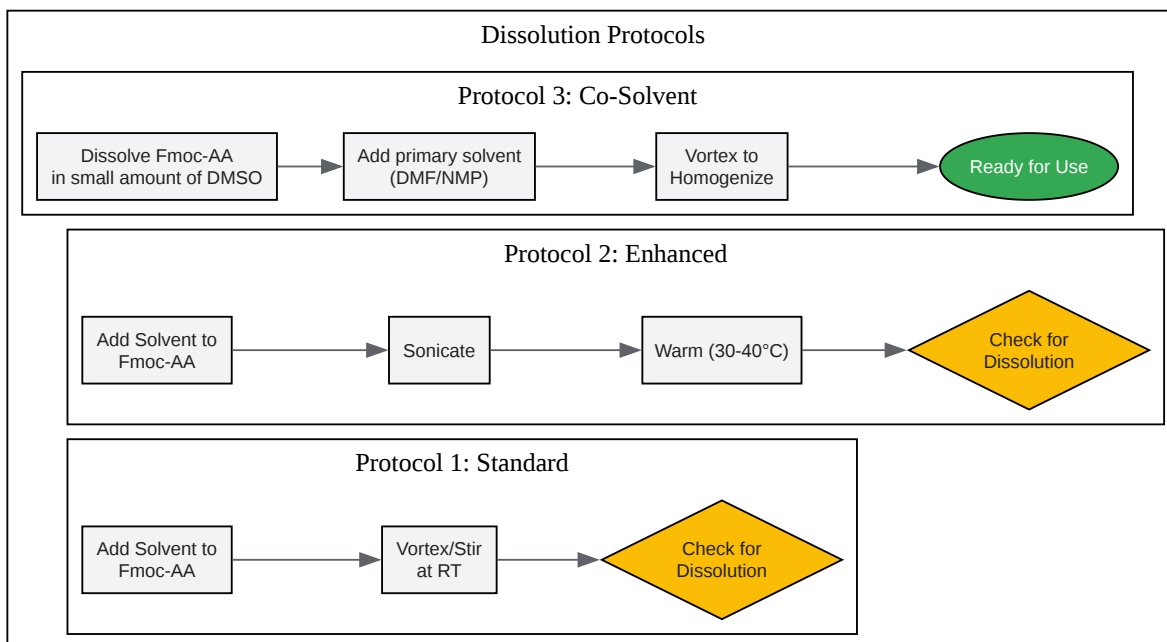 Dissolution Protocols
Protocol 3: Co-Solvent
Dissolve Fmoc-AA
in small amount of DMSO
Add primary solvent
(DMF/NMP)
Vortex to
Homogenize
Ready for Use
Protocol 2: Enhanced
Add Solvent to
Fmoc-AA
Sonicate
Warm (30-40°C)
Check for
Dissolution
Protocol 1: Standard
Add Solvent to
Fmoc-AA
Vortex/Stir
at RT
Check for
Dissolution